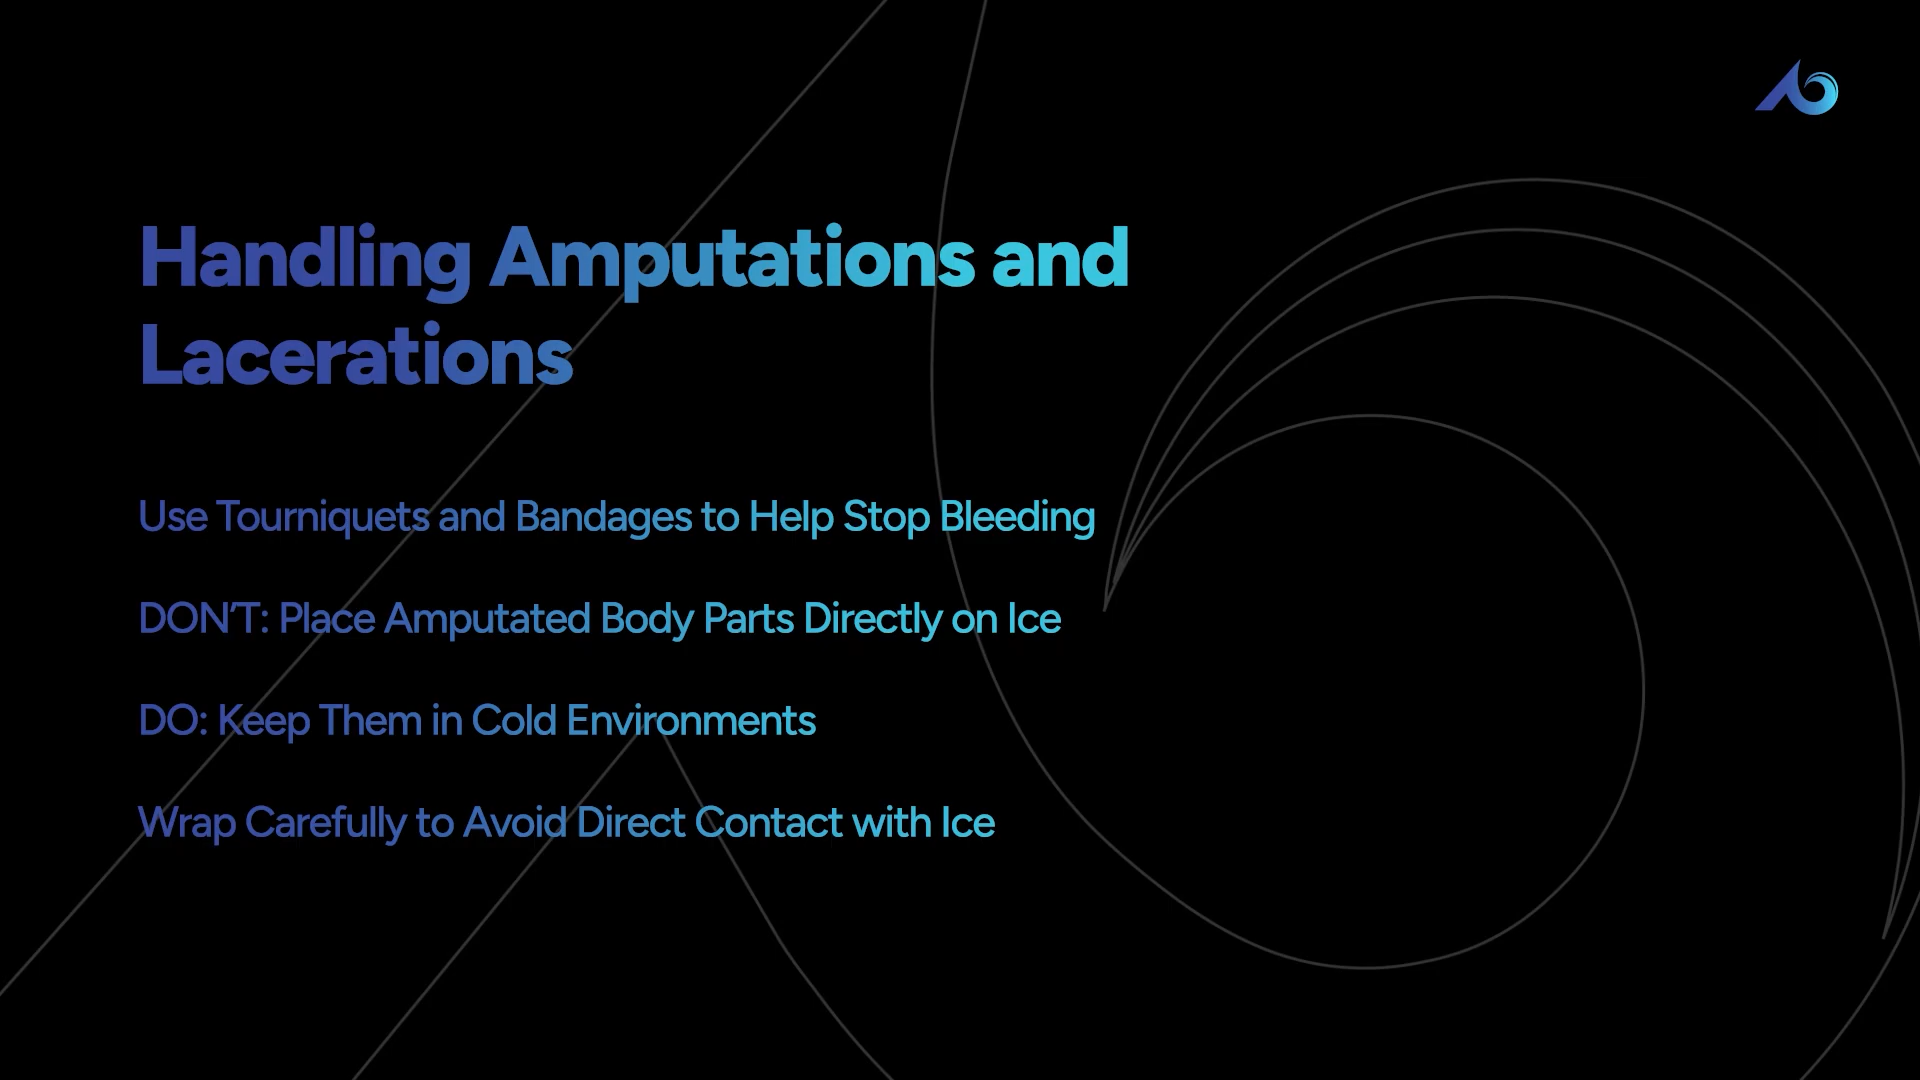 Handling Amputations and
Lacerations
Use Tourniquets and Bandages to Help Stop Bleeding
DON'T: Place Amputated Body Parts Directly on Ice
DO: Keep Them in Cold Environments
Wrap Carefully to Avoid Direct Contact with Ice